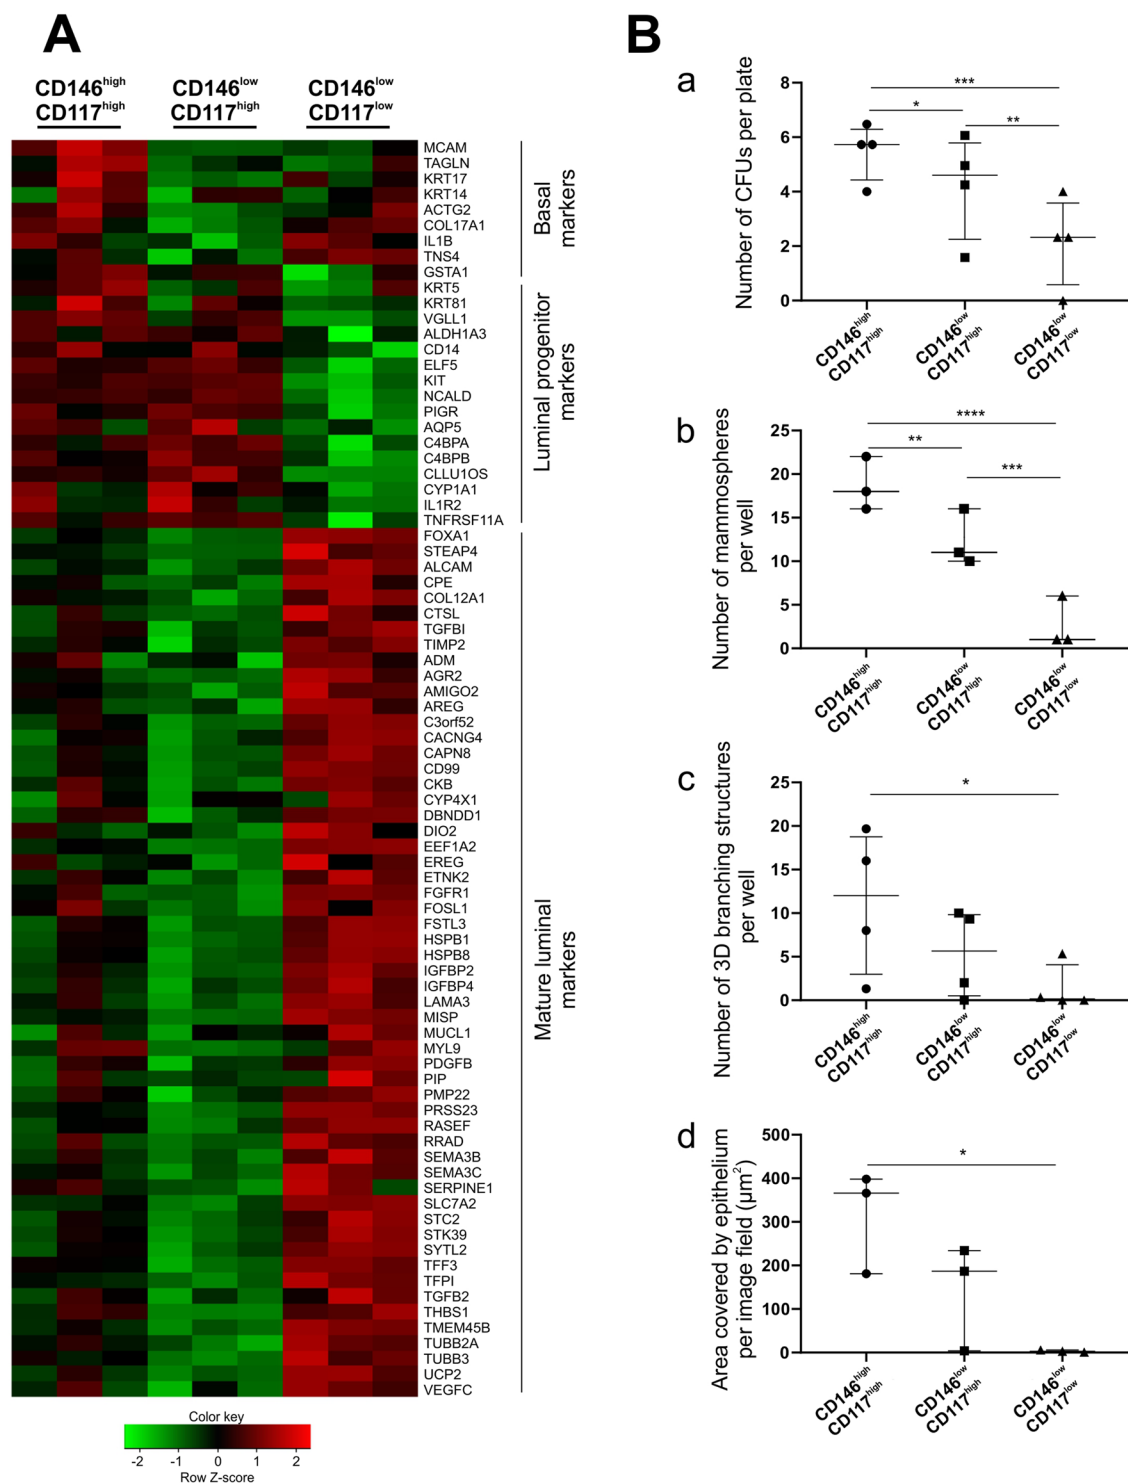 A
CD146high CD146low CD146low
CD117high CD117high CD117low
MCAM
TAGLN
KRT17
KRT14
ACTG2
COL17A1
IL1B
TNS4
GSTA1
KRT5
KRT81
VGLL1
ALDH1A3
CD14
ELF5
KIT
NCALD
PIGR
AQP5
C4BPA
C4BPB
CLLU1OS
CYP1A1
IL1R2
TNFRSF11A
FOXA1
STEAP4
ALCAM
CPE
COL12A1
CTSL
TGFBI
TIMP2
ADM
AGR2
AMIGO2
AREG
C3orf52
CACNG4
CAPN8
CD99
CKB
CYP4X1
DBNDD1
DIO2
EEF1A2
EREG
ETNK2
FGFR1
FOSL1
FSTL3
HSPB1
HSPB8
IGFBP2
IGFBP4
LAMA3
MISP
MUCL1
MYL9
PDGFB
PIP
PMP22
PRSS23
RASEF
RRAD
SEMA3B
SEMA3C
SERPINE1
SLC7A2
STC2
STK39
SYTL2
TFF3
TFPI
TGFB2
THBS1
TMEM45B
TUBB2A
TUBB3
UCP2
VEGFC
Basal
markers
Luminal progenitor
markers
Mature luminal
markers
Color key
-2 -1 0 1 2
Row Z-score
B
a
Number of CFUs per plate
8
6
4
2
0
***
*
**
CD146high
CD117high
CD146low
CD117high
CD146low
CD117low
b
Number of mammospheres
per well
25
20
15
10
5
0
****
**
***
CD146high
CD117high
CD146low
CD117high
CD146low
CD117low
c
Number of 3D branching structures
per well
25
20
15
10
5
0
*
CD146high
CD117high
CD146low
CD117high
CD146low
CD117low
d
Area covered by epithelium
per image field (µm2)
500
400
300
200
100
0
*
CD146high
CD117high
CD146low
CD117high
CD146low
CD117low